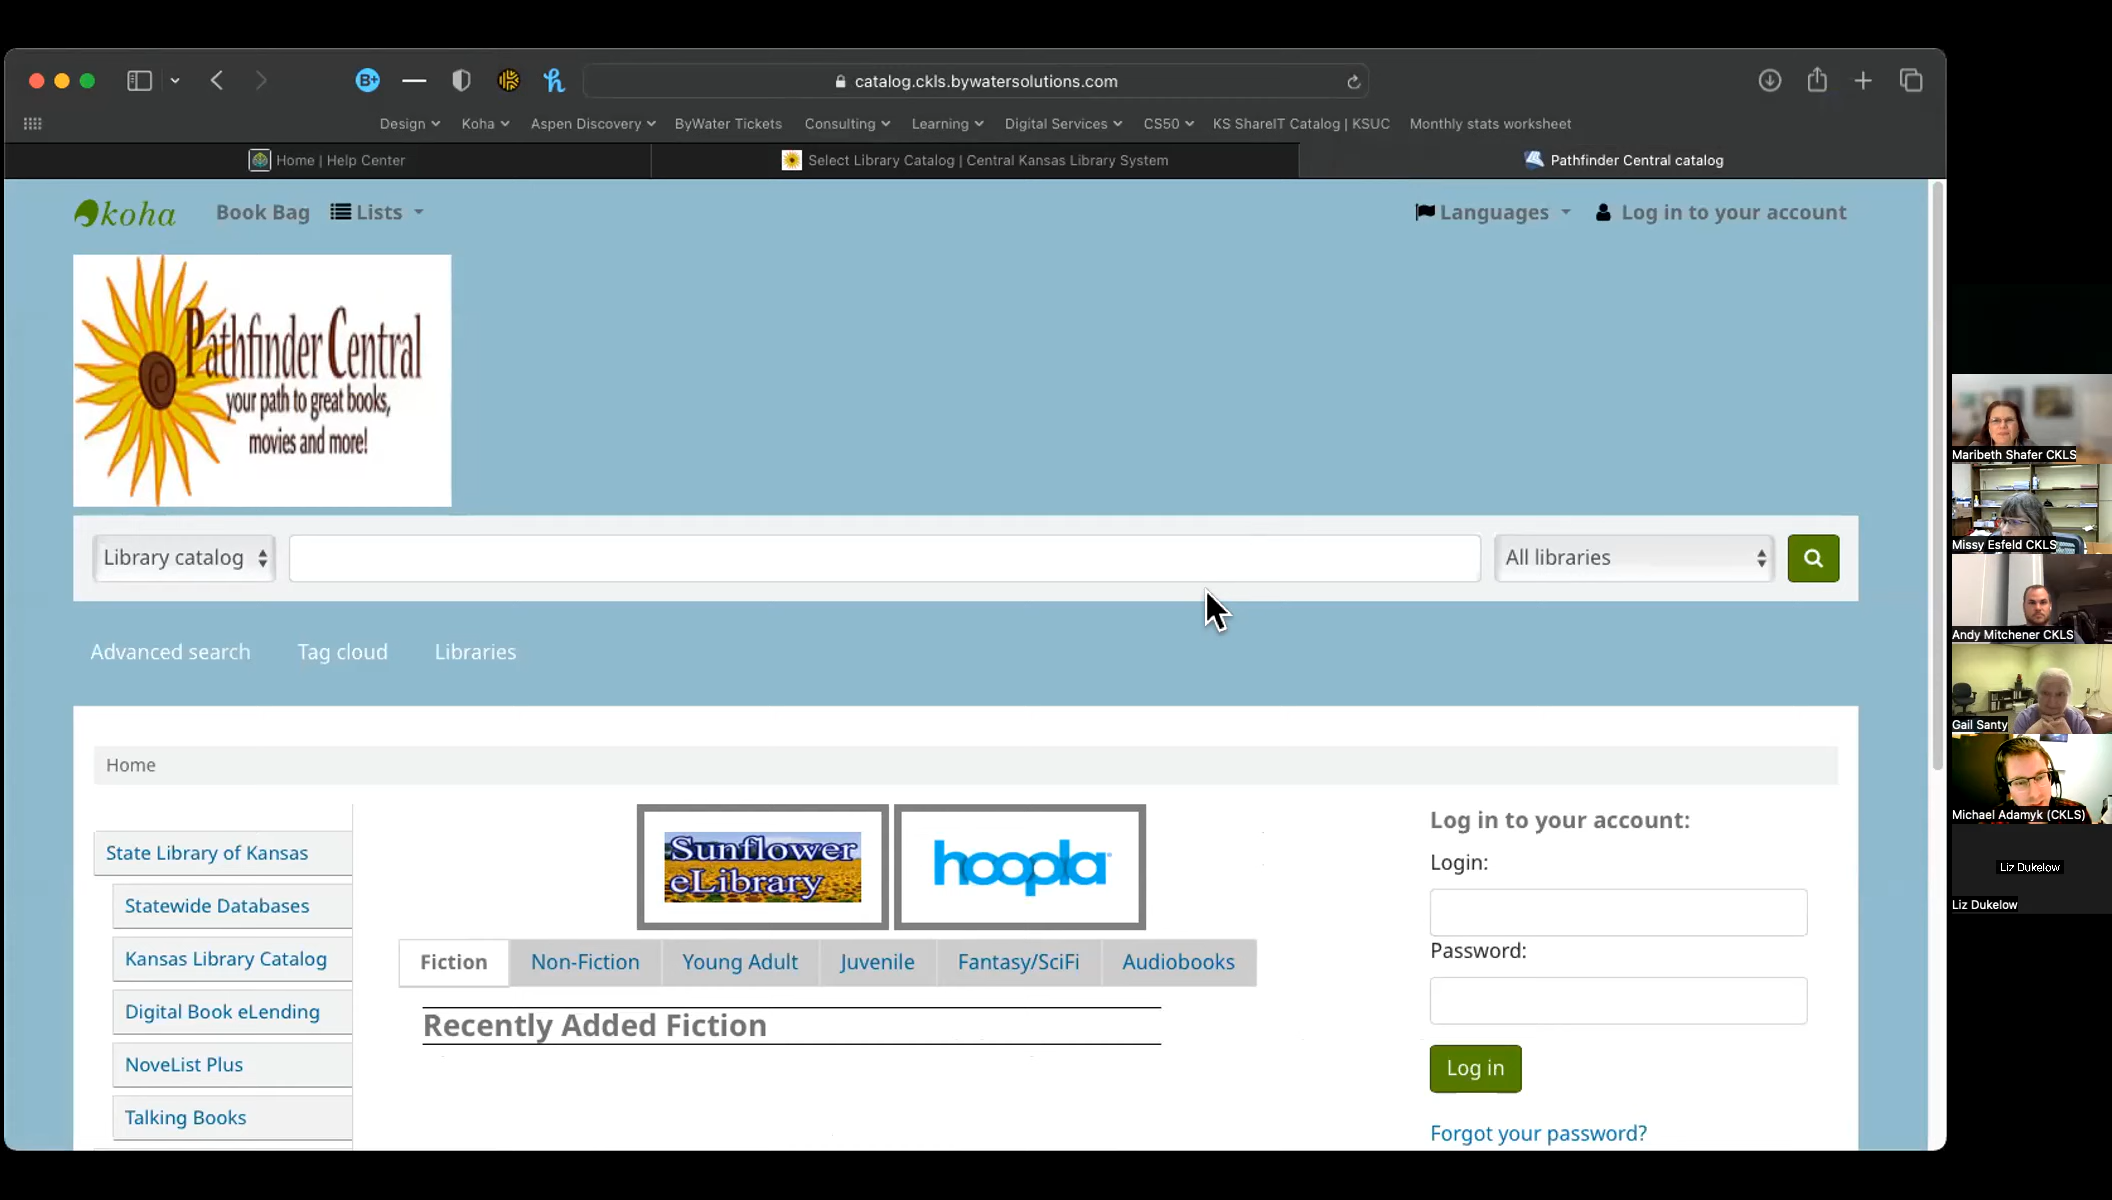 catalog.ckls.bywatersolutions.com
Design Koha Aspen Discovery ByWater Tickets Consulting Learning Digital Services CS50 KS ShareIT Catalog | KSUC Monthly stats worksheet
Home | Help Center
Select Library Catalog | Central Kansas Library System
Pathfinder Central catalog
koha Book Bag Lists Languages Log in to your account
Pathfinder Central
your path to great books,
movies and more!
Library catalog
All libraries
Advanced search Tag cloud Libraries
Home
State Library of Kansas
Statewide Databases
Kansas Library Catalog
Digital Book eLending
NoveList Plus
Talking Books
Sunflower
eLibrary
hoopla
Fiction Non-Fiction Young Adult Juvenile Fantasy/SciFi Audiobooks
Recently Added Fiction
Log in to your account:
Login:
Password:
Log in
Forgot your password?
Maribeth Shafer CKLS
Missy Esfeld CKLS
Andy Mitchener CKLS
Gail Santy
Michael Adamyk (CKLS)
Liz Dukelow
Liz Dukelow